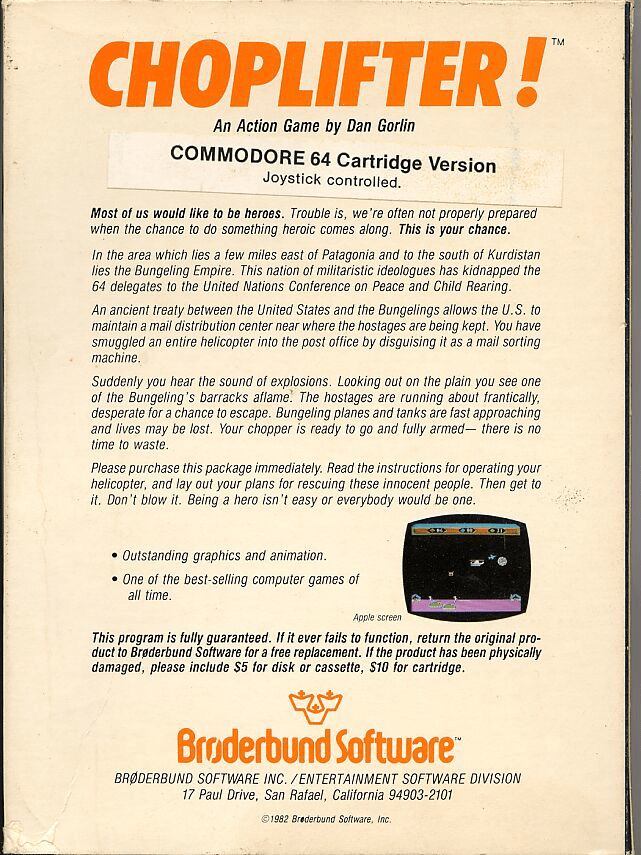 CHOPLIFTER!™
An Action Game by Dan Gorlin
COMMODORE 64 Cartridge Version
Joystick controlled.
Most of us would like to be heroes. Trouble is, we're often not properly prepared
when the chance to do something heroic comes along. This is your chance.
In the area which lies a few miles east of Patagonia and to the south of Kurdistan
lies the Bungeling Empire. This nation of militaristic ideologues has kidnapped the
64 delegates to the United Nations Conference on Peace and Child Rearing.
An ancient treaty between the United States and the Bungelings allows the U.S. to
maintain a mail distribution center near where the hostages are being kept. You have
smuggled an entire helicopter into the post office by disguising it as a mail sorting
machine.
Suddenly you hear the sound of explosions. Looking out on the plain you see one
of the Bungeling's barracks aflame. The hostages are running about frantically,
desperate for a chance to escape. Bungeling planes and tanks are fast approaching
and lives may be lost. Your chopper is ready to go and fully armed— there is no
time to waste.
Please purchase this package immediately. Read the instructions for operating your
helicopter, and lay out your plans for rescuing these innocent people. Then get to
it. Don't blow it. Being a hero isn't easy or everybody would be one.
• Outstanding graphics and animation.
• One of the best-selling computer games of
all time.
Apple screen
This program is fully guaranteed. If it ever fails to function, return the original pro-
duct to Brøderbund Software for a free replacement. If the product has been physically
damaged, please include $5 for disk or cassette, $10 for cartridge.
Brøderbund Software™
BRØDERBUND SOFTWARE INC. / ENTERTAINMENT SOFTWARE DIVISION
17 Paul Drive, San Rafael, California 94903-2101
©1982 Brøderbund Software, Inc.